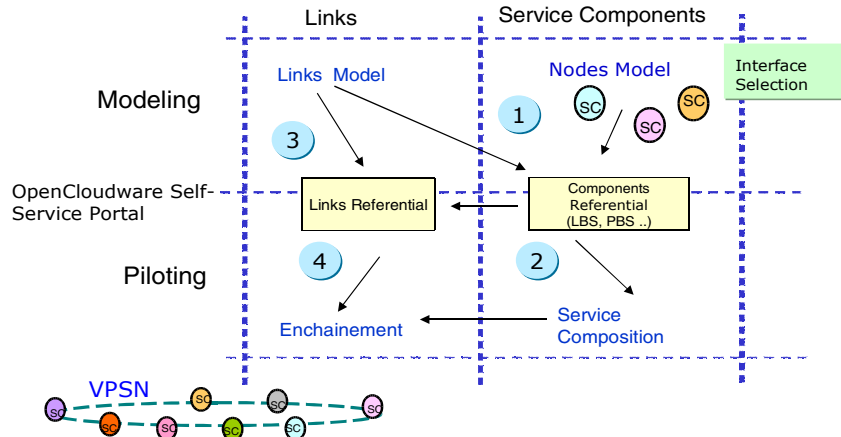 Links
Service Components
Links Model
Nodes Model
Interface
Selection
Modeling
SC
SC
SC
1
3
OpenCloudware Self-
Service Portal
Links Referential
Components
Referential
(LBS, PBS ..)
4
2
Piloting
Enchainement
Service
Composition
VPSN
SC
SC
SC
SC
SC
SC
SC
SC